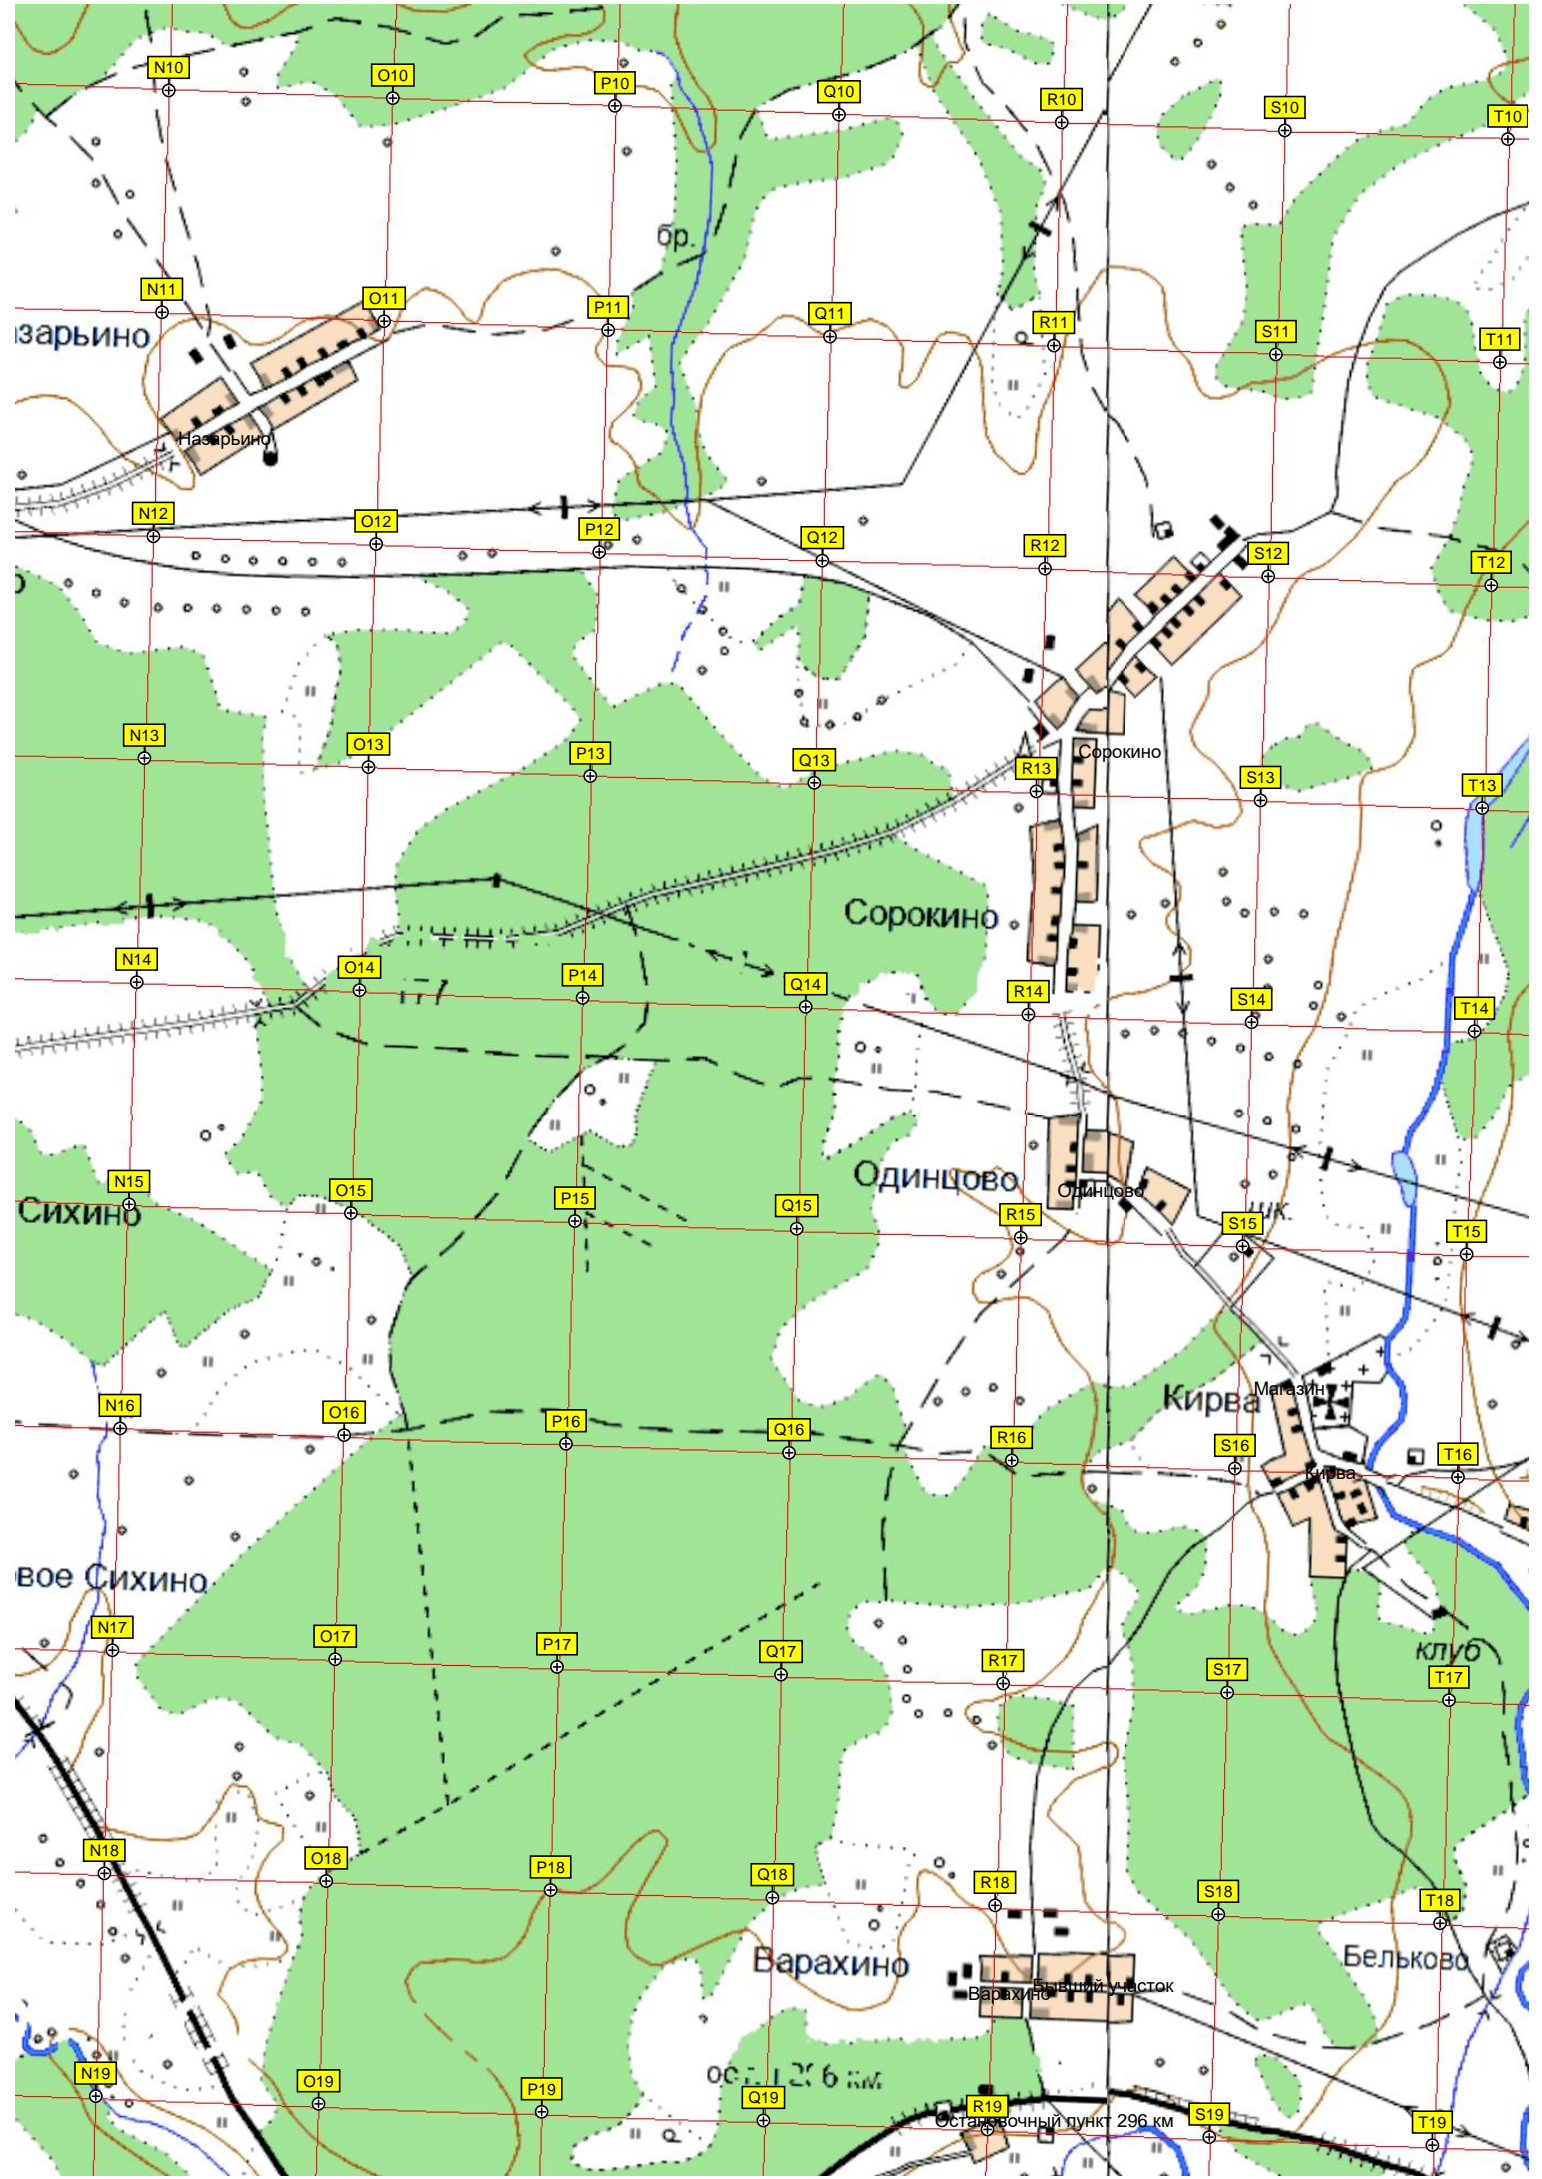 N10 O10 P10 Q10 R10 S10 T10
бр.
N11 O11 P11 Q11 R11 S11 T11
Назарьино
N12 O12 P12 Q12 R12 S12 T12
Сорокино
N13 O13 P13 Q13 R13 S13 T13
Сорокино
N14 O14 P14 Q14 R14 S14 T14
177
Одинцово
Одинцово
N15 O15 P15 Q15 R15 S15 T15
Сихино
шк.
Магазин
Кирва
N16 O16 P16 Q16 R16 S16 T16
Кирва
вое Сихино
N17 O17 P17 Q17 R17 S17 T17
клуб
N18 O18 P18 Q18 R18 S18 T18
Варахино
Бельково
Бывший участок
Варахино
N19 O19 P19 Q19 R19 S19 T19
Остановочный пункт 296 км